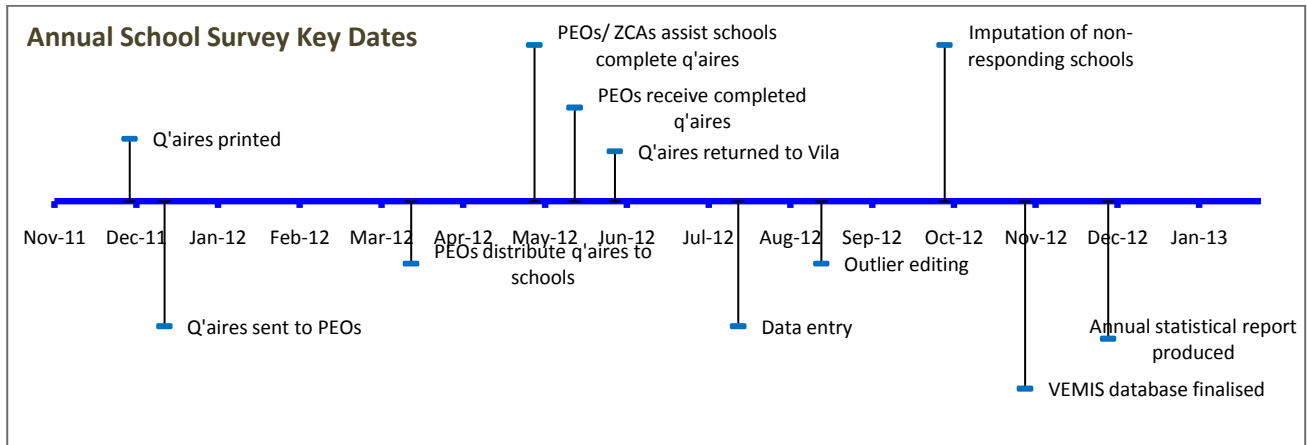 Annual School Survey Key Dates
PEOs/ ZCAs assist schools
complete q'aires
Imputation of non-
responding schools
PEOs receive completed
q'aires
Q'aires printed
Q'aires returned to Vila
Nov-11 Dec-11 Jan-12 Feb-12 Mar-12 Apr-12 May-12 Jun-12 Jul-12 Aug-12 Sep-12 Oct-12 Nov-12 Dec-12 Jan-13
PEOs distribute q'aires to
schools
Outlier editing
Q'aires sent to PEOs
Data entry
Annual statistical report
produced
VEMIS database finalised